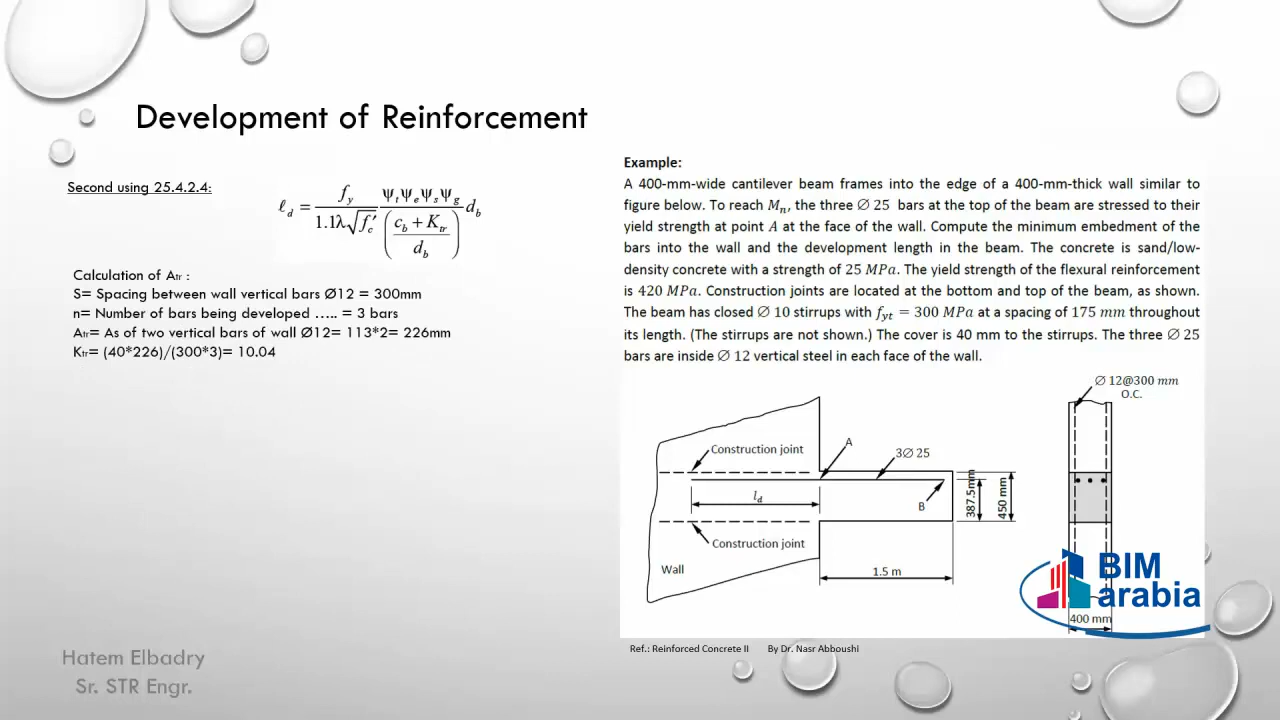 Development of Reinforcement
Second using 25.4.2.4:
ℓd = fy / (1.1λ√f′c) ψtψeψsψg / ((cb + Ktr) / db) db
Calculation of Atr :
S= Spacing between wall vertical bars Ø12 = 300mm
n= Number of bars being developed ..... = 3 bars
Atr= As of two vertical bars of wall Ø12= 113*2= 226mm
Ktr= (40*226)/(300*3)= 10.04
Example:
A 400-mm-wide cantilever beam frames into the edge of a 400-mm-thick wall similar to
figure below. To reach Mn, the three ∅ 25 bars at the top of the beam are stressed to their
yield strength at point A at the face of the wall. Compute the minimum embedment of the
bars into the wall and the development length in the beam. The concrete is sand/low-
density concrete with a strength of 25 MPa. The yield strength of the flexural reinforcement
is 420 MPa. Construction joints are located at the bottom and top of the beam, as shown.
The beam has closed ∅ 10 stirrups with fyt = 300 MPa at a spacing of 175 mm throughout
its length. (The stirrups are not shown.) The cover is 40 mm to the stirrups. The three ∅ 25
bars are inside ∅ 12 vertical steel in each face of the wall.
∅ 12@300 mm
O.C.
Construction joint
A
3∅ 25
ld
B
387.5mm
450 mm
Construction joint
Wall
1.5 m
400 mm
BIM
arabia
Ref.: Reinforced Concrete II By Dr. Nasr Abboushi
Hatem Elbadry
Sr. STR Engr.